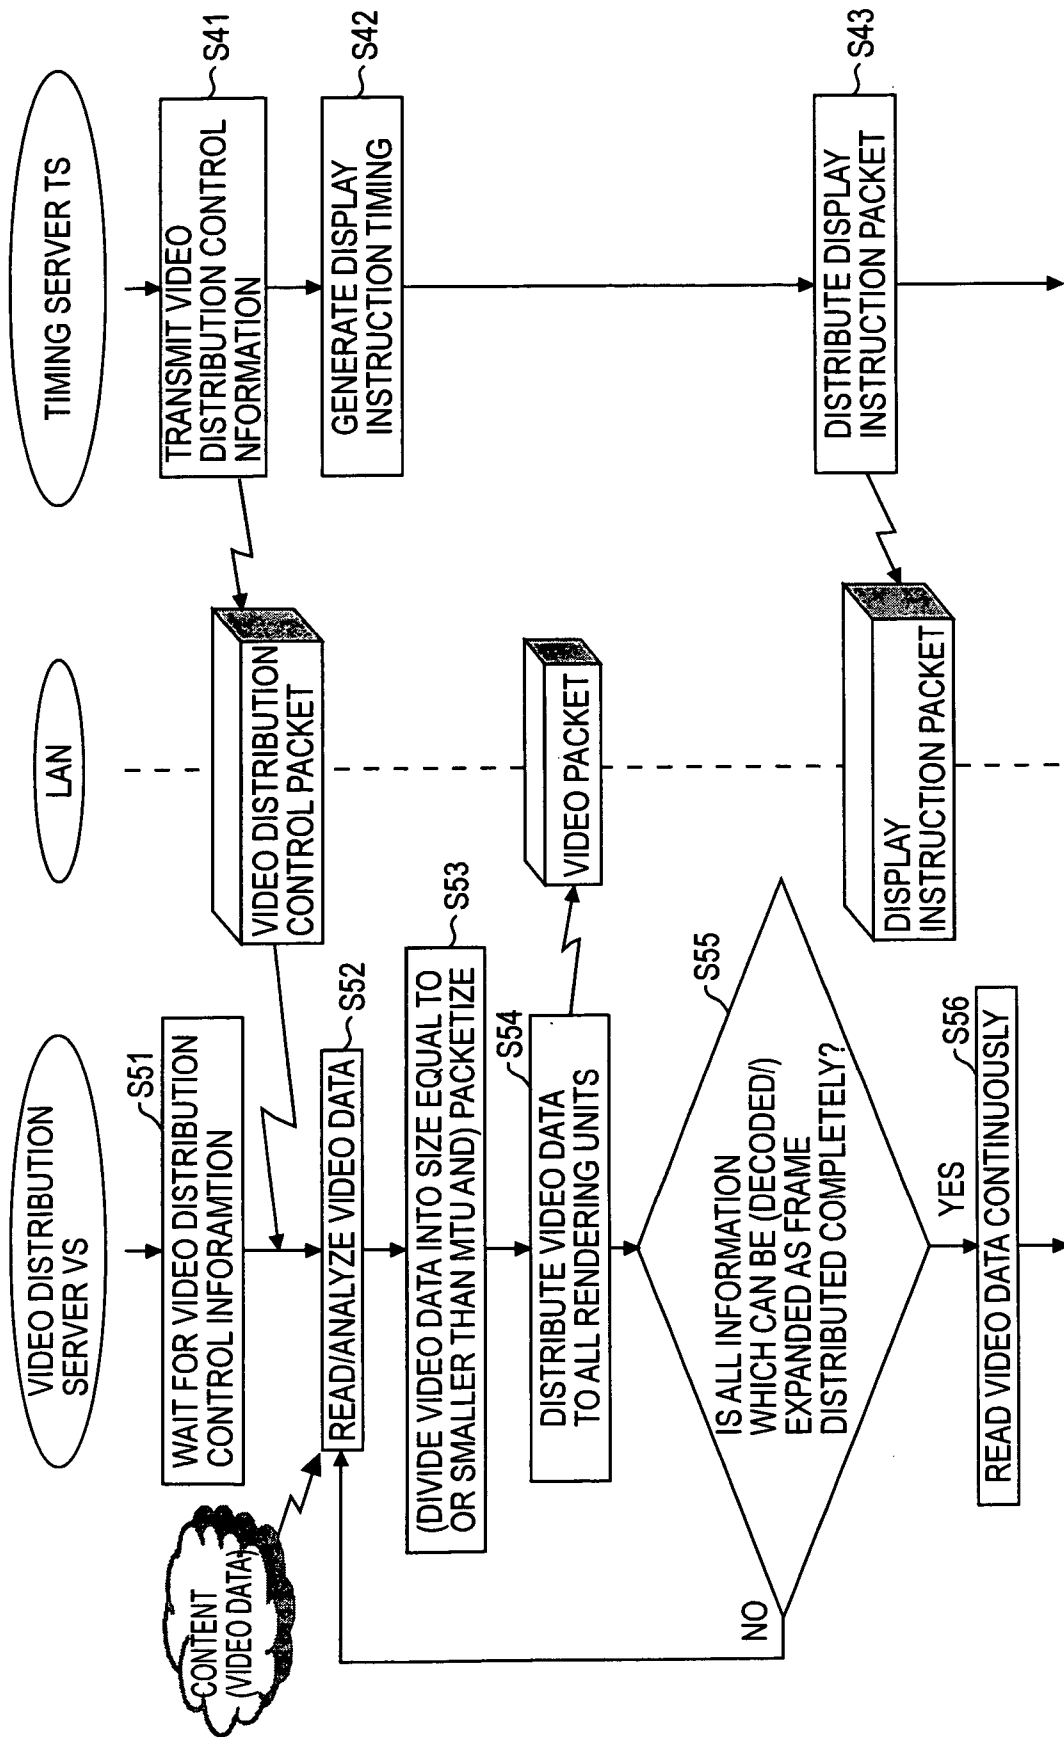 VIDEO DISTRIBUTION
SERVER VS
LAN
TIMING SERVER TS
CONTENT
(VIDEO DATA)
S51
WAIT FOR VIDEO DISTRIBUTION
CONTROL INFORAMTION
VIDEO DISTRIBUTION
CONTROL PACKET
TRANSMIT VIDEO
DISTRIBUTION CONTROL
NFORMATION
S41
READ/ANALYZE VIDEO DATA
S52
GENERATE DISPLAY
INSTRUCTION TIMING
S42
(DIVIDE VIDEO DATA INTO SIZE EQUAL TO
OR SMALLER THAN MTU AND) PACKETIZE
S53
S54
DISTRIBUTE VIDEO DATA
TO ALL RENDERING UNITS
VIDEO PACKET
S55
IS ALL INFORMATION
WHICH CAN BE (DECODED/)
EXPANDED AS FRAME
DISTRIBUTED COMPLETELY?
NO
YES
DISTRIBUTE DISPLAY
INSTRUCTION PACKET
S43
DISPLAY
INSTRUCTION PACKET
S56
READ VIDEO DATA CONTINUOUSLY